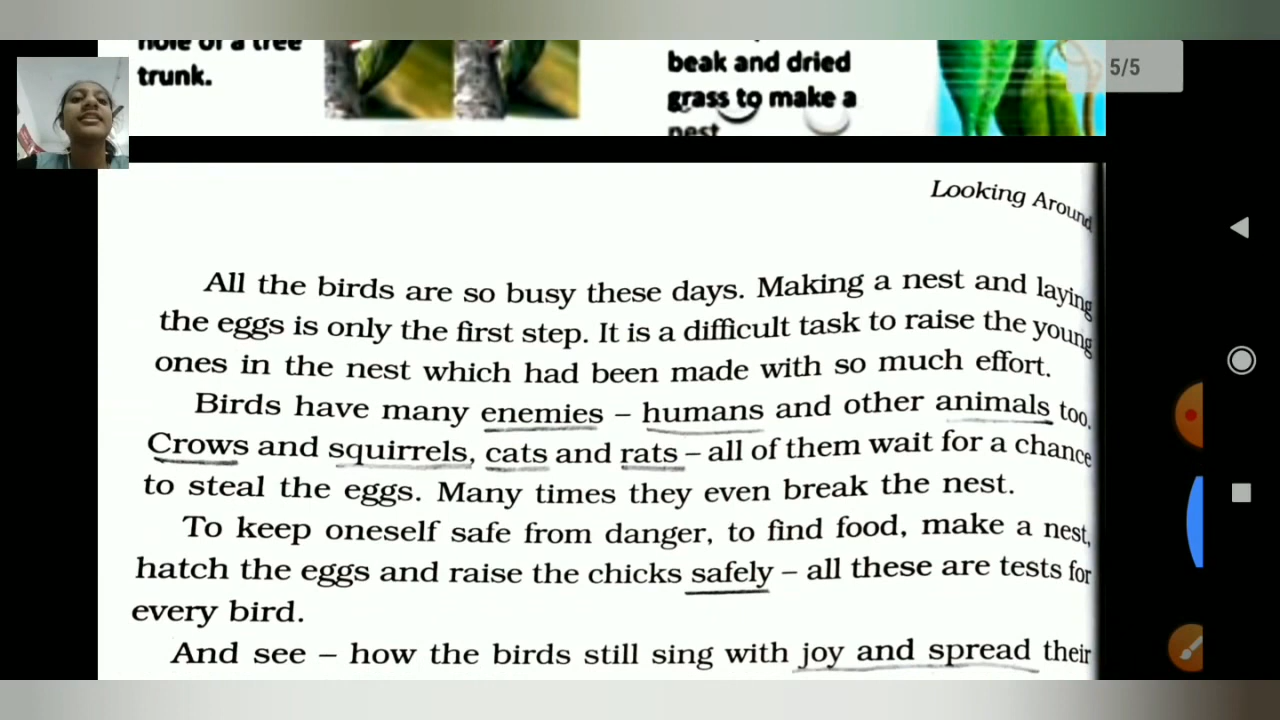 hole of a tree
trunk.
beak and dried
grass to make a
nest
5/5
Looking Around
All the birds are so busy these days. Making a nest and laying
the eggs is only the first step. It is a difficult task to raise the young
ones in the nest which had been made with so much effort.
Birds have many enemies – humans and other animals too.
Crows and squirrels, cats and rats – all of them wait for a chance
to steal the eggs. Many times they even break the nest.
To keep oneself safe from danger, to find food, make a nest,
hatch the eggs and raise the chicks safely – all these are tests for
every bird.
And see – how the birds still sing with joy and spread their